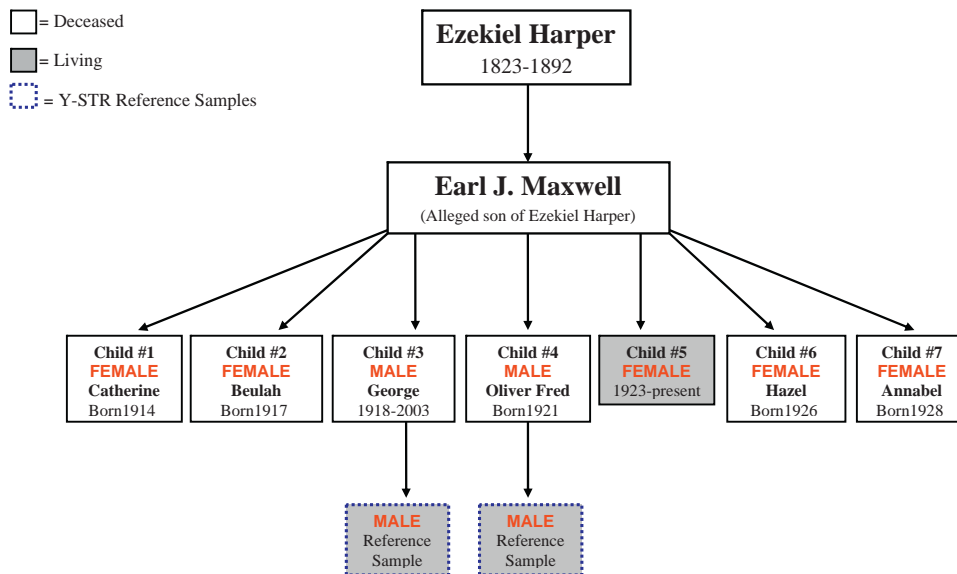 = Deceased
= Living
= Y-STR Reference Samples
Ezekiel Harper
1823-1892
Earl J. Maxwell
(Alleged son of Ezekiel Harper)
Child #1
FEMALE
Catherine
Born1914
Child #2
FEMALE
Beulah
Born1917
Child #3
MALE
George
1918-2003
Child #4
MALE
Oliver Fred
Born1921
Child #5
FEMALE
1923-present
Child #6
FEMALE
Hazel
Born1926
Child #7
FEMALE
Annabel
Born1928
MALE
Reference
Sample
MALE
Reference
Sample